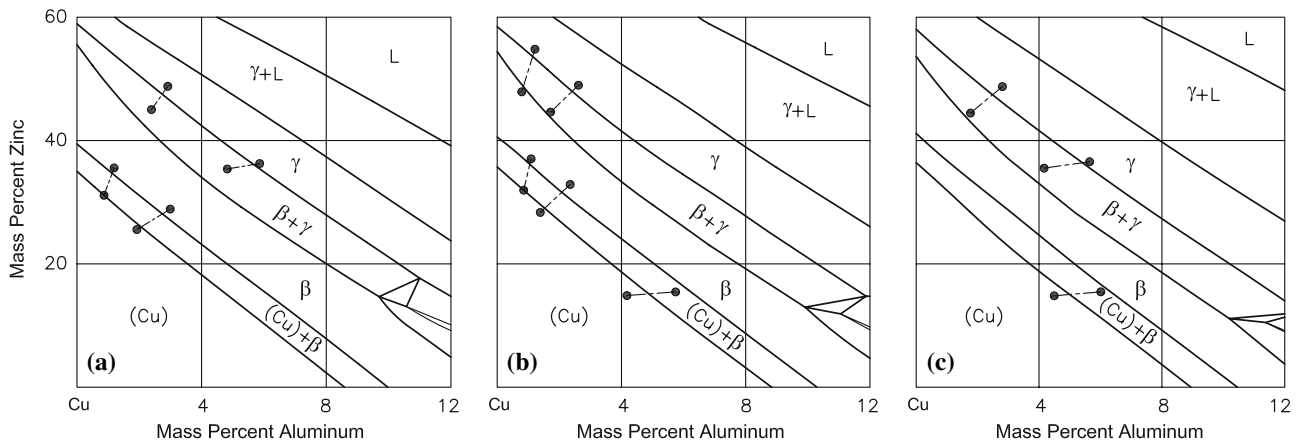 Mass Percent Zinc
60
40
20
L
γ+L
γ
β+γ
β
(Cu)+β
(Cu)
(a)
Cu
4
8
12
Mass Percent Aluminum
L
γ+L
γ
β+γ
β
(Cu)+β
(Cu)
(b)
Cu
4
8
12
Mass Percent Aluminum
L
γ+L
γ
β+γ
β
(Cu)+β
(Cu)
(c)
Cu
4
8
12
Mass Percent Aluminum